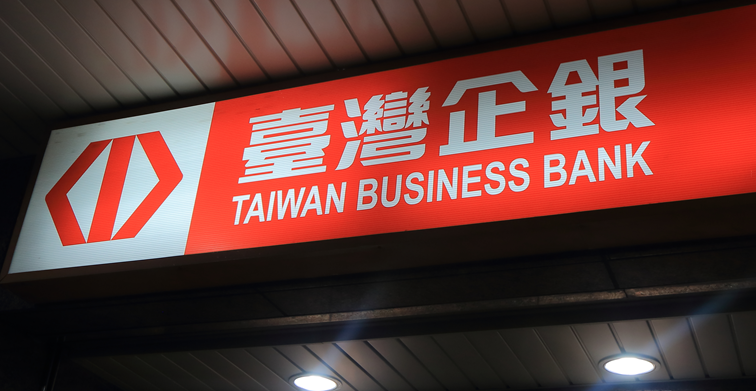 臺灣企銀
TAIWAN BUSINESS BANK